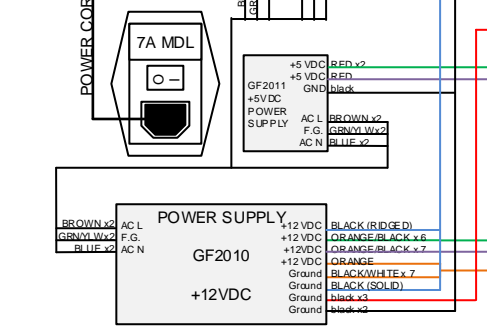 B
GR
POWER COR
7A MDL
GF2011
+5VDC
POWER
SUPPLY
+5 VDC RED x2
+5 VDC RED
GND black
AC L BROWN x2
F.G. GRN/YLW x2
AC N BLUE x2
POWER SUPPLY
GF2010
+12VDC
BROWN x2 AC L
GRN/YLW x2 F.G.
BLUE x2 AC N
+12 VDC BLACK (RIDGED)
+12 VDC ORANGE/BLACK x 6
+12VDC ORANGE/BLACK x 7
+12 VDC ORANGE
Ground BLACK/WHITE x 7
Ground BLACK (SOLID)
Ground black x3
Ground black x2